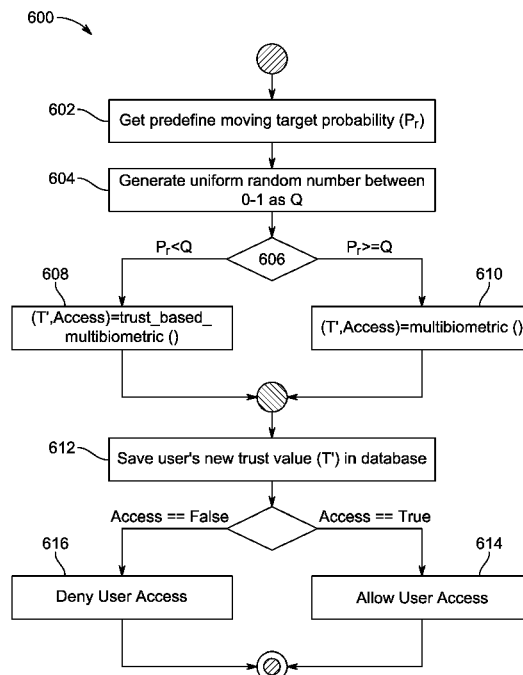 600
602
Get predefine moving target probability (Pr)
604
Generate uniform random number between
0-1 as Q
Pr<Q
606
Pr>=Q
608
(T',Access)=trust_based_
multibiometric ()
610
(T',Access)=multibiometric ()
612
Save user's new trust value (T') in database
Access == False
Access == True
616
Deny User Access
614
Allow User Access